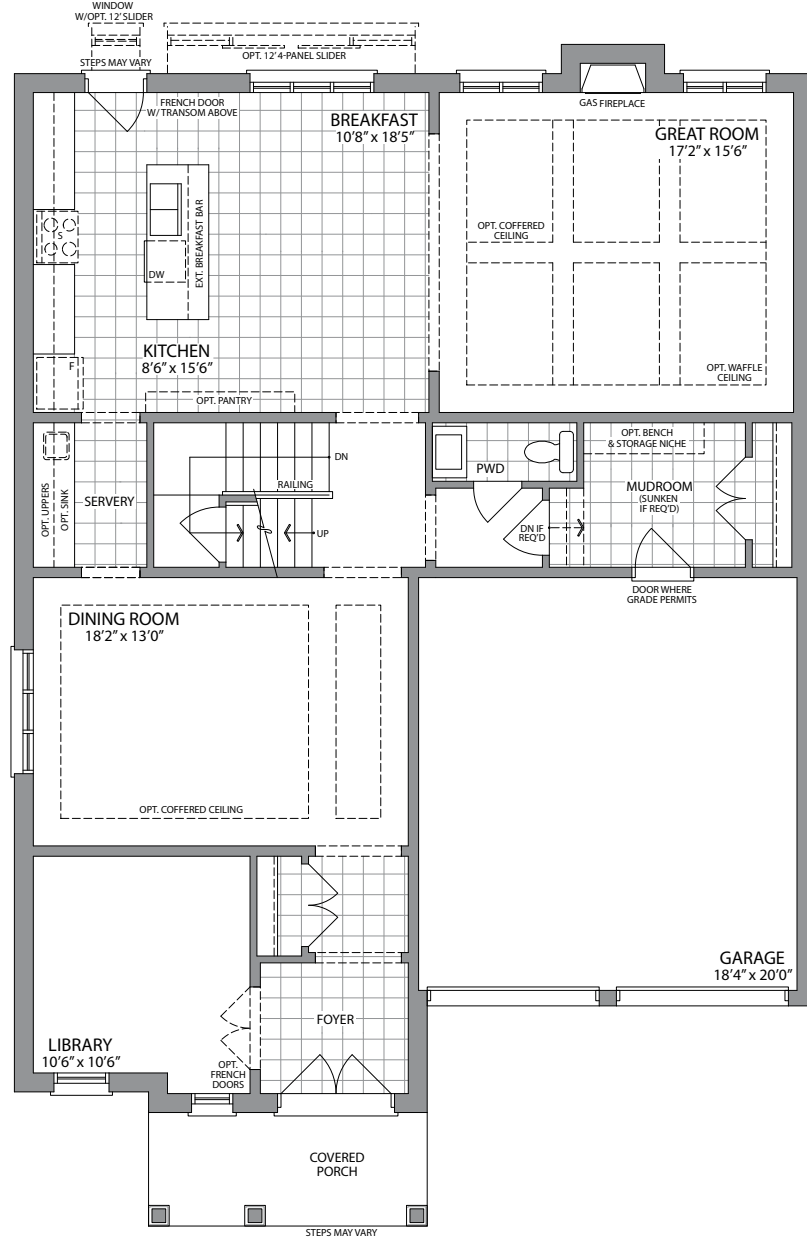 WINDOW
W/OPT. 12' SLIDER
STEPS MAY VARY
OPT. 12' 4-PANEL SLIDER
FRENCH DOOR
W/ TRANSOM ABOVE
BREAKFAST
10'8" x 18'5"
GAS FIREPLACE
GREAT ROOM
17'2" x 15'6"
OPT. COFFERED
CEILING
OPT. WAFFLE
CEILING
S
DW
EXT. BREAKFAST BAR
KITCHEN
8'6" x 15'6"
F
OPT. PANTRY
OPT. UPPERS
OPT. SINK
SERVERY
DN
RAILING
UP
PWD
OPT. BENCH
& STORAGE NICHE
MUDROOM
(SUNKEN
IF REQ'D)
DN IF
REQ'D
DOOR WHERE
GRADE PERMITS
DINING ROOM
18'2" x 13'0"
OPT. COFFERED CEILING
GARAGE
18'4" x 20'0"
FOYER
LIBRARY
10'6" x 10'6"
OPT.
FRENCH
DOORS
COVERED
PORCH
STEPS MAY VARY